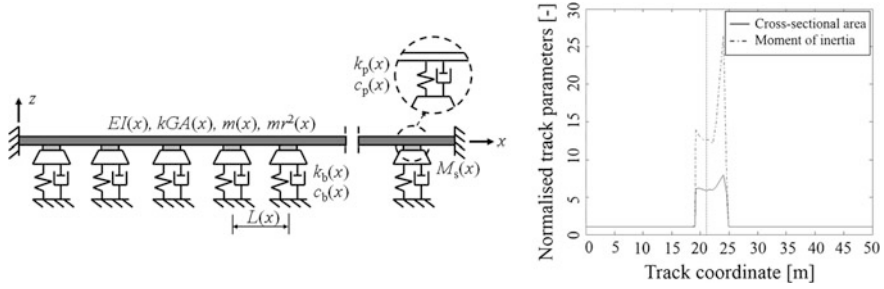 z
EI(x), kGA(x), m(x), mr²(x)
x
k_p(x)
c_p(x)
M_s(x)
k_b(x)
c_b(x)
L(x)
Normalised track parameters [-]
30
25
20
15
10
5
0
Cross-sectional area
Moment of inertia
0 5 10 15 20 25 30 35 40 45 50
Track coordinate [m]